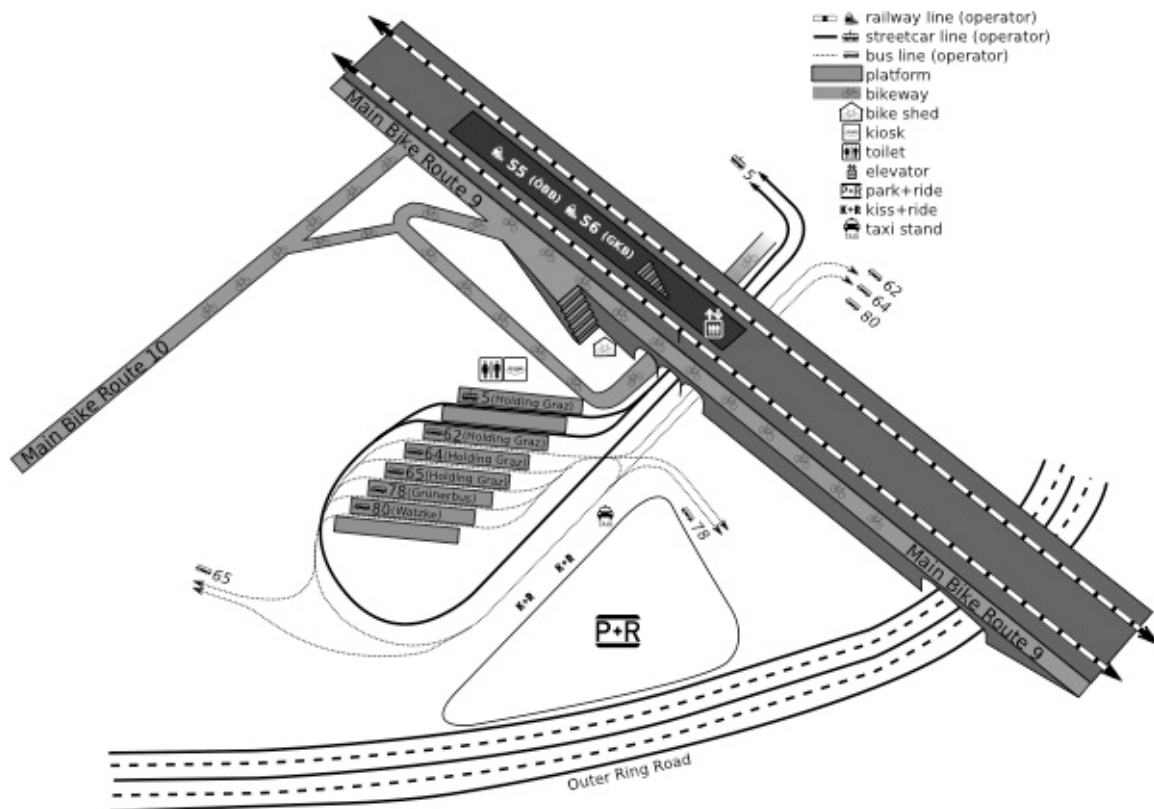 railway line (operator)
streetcar line (operator)
bus line (operator)
platform
bikeway
bike shed
kiosk
toilet
elevator
P+R park+ride
K+R kiss+ride
taxi stand
Main Bike Route 9
S5 (ÖBB)
S6 (GKB)
5
62
64
80
Main Bike Route 10
5(Holding Graz)
62(Holding Graz)
64(Holding Graz)
65(Holding Graz)
78(Grünerbus)
80(Watzke)
78
65
K+R
K+R
P+R
Main Bike Route 9
Outer Ring Road